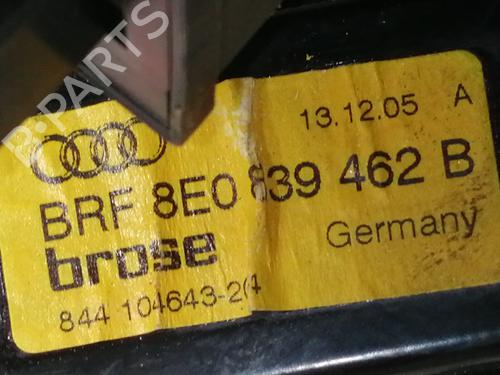 B-PARTS
13.12.05 A
BRF 8E0 839 462 B
brose
Germany
844 104643-204